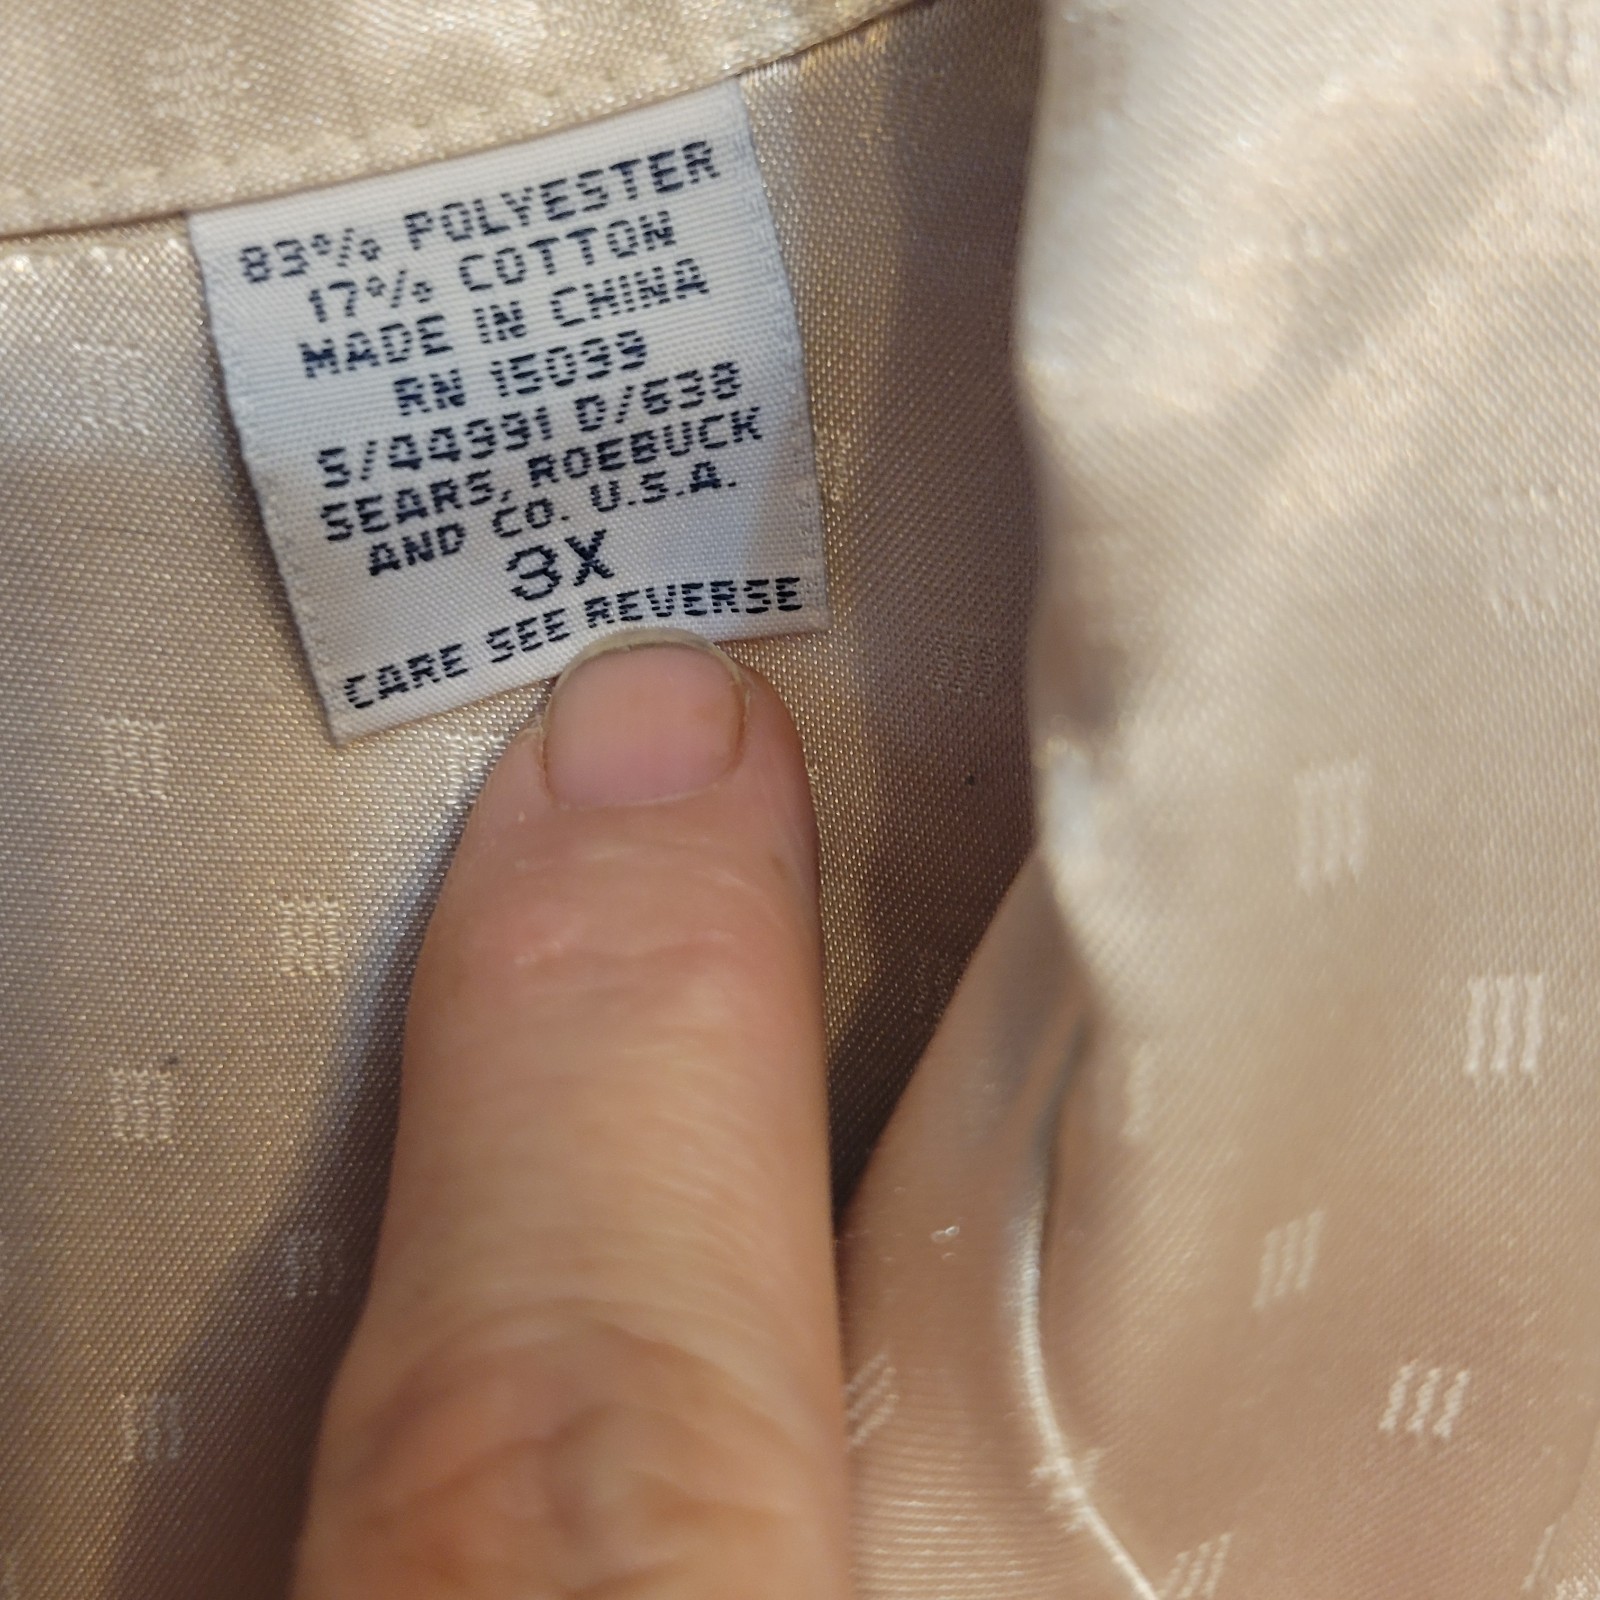 83% POLYESTER
17% COTTON
MADE IN CHINA
RN 15099
S/44991 D/638
SEARS, ROEBUCK
AND CO. U.S.A.
3X
CARE SEE REVERSE